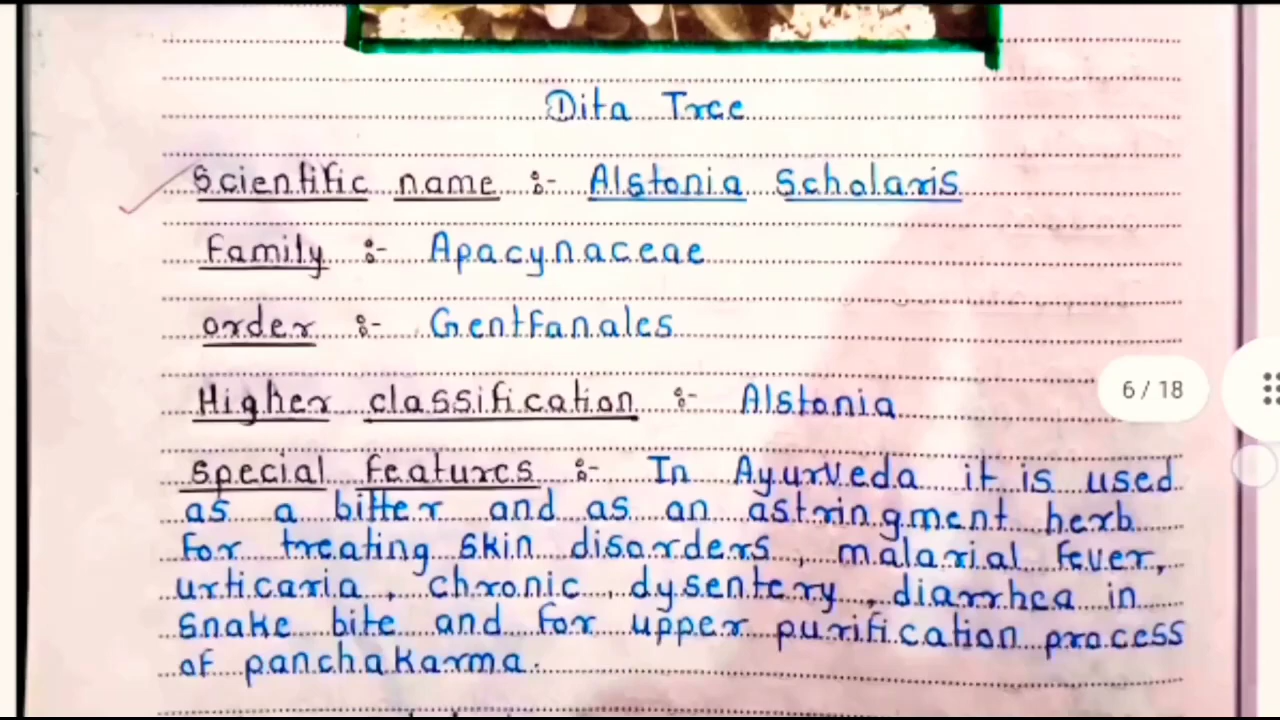 ① Dita Tree
Scientific name :- Alstonia Scholaris
Family :- Apacynaceae
order :- Gentfanales
Higher classification :- Alstonia
6 / 18
special features :- In Ayurveda it is used
as a bitter and as an astringment herb
for treating skin disorders, malarial fever,
urticaria, chronic, dysentery, diarrhea in
snake bite and for upper purification process
of panchakarma.